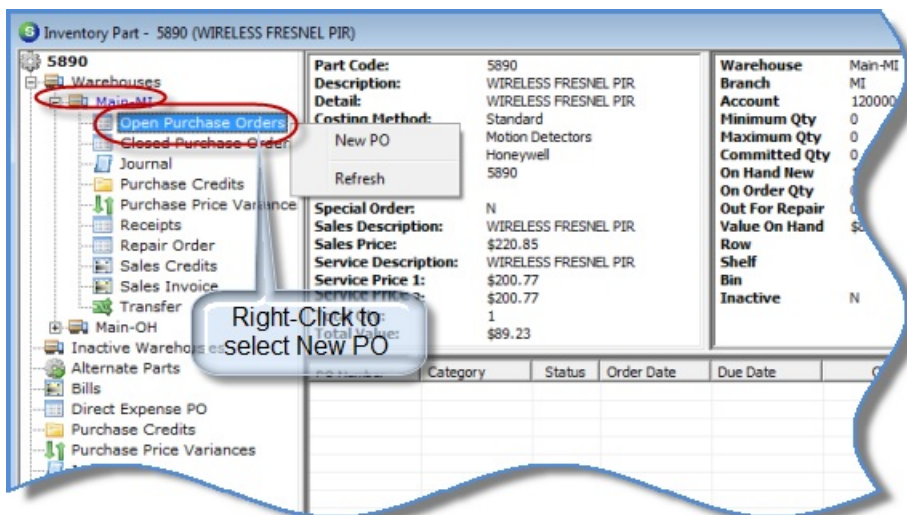 Inventory Part - 5890 (WIRELESS FRESNEL PIR)
5890
Warehouses
Main-MI
Open Purchase Orders
Closed Purchase Order
Journal
Purchase Credits
Purchase Price Variance
Receipts
Repair Order
Sales Credits
Sales Invoice
Transfer
Main-OH
Inactive Warehouses
Alternate Parts
Bills
Direct Expense PO
Purchase Credits
Purchase Price Variances
New PO
Refresh
Right-Click to
select New PO
Part Code: 5890
Description: WIRELESS FRESNEL PIR
Detail: WIRELESS FRESNEL PIR
Costing Method: Standard
Motion Detectors
Honeywell
5890
Special Order: N
Sales Description: WIRELESS FRESNEL PIR
Sales Price: $220.85
Service Description: WIRELESS FRESNEL PIR
Service Price 1: $200.77
Service Price $200.77
1
Total Value: $89.23
Warehouse Main-MI
Branch MI
Account 120000
Minimum Qty 0
Maximum Qty 0
Committed Qty 0
On Hand New
On Order Qty
Out For Repair
Value On Hand
Row
Shelf
Bin
Inactive N
PO Number Category Status Order Date Due Date